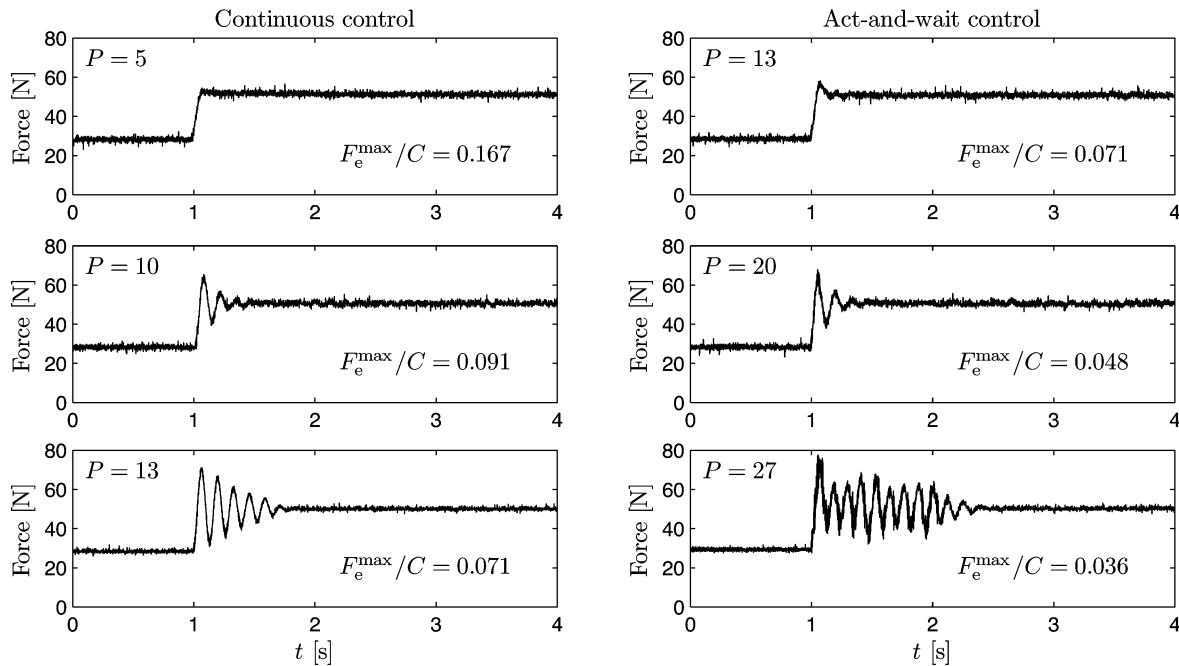 Continuous control
Act-and-wait control
80
60
40
20
0
Force [N]
P = 5
F_e^max/C = 0.167
0 1 2 3 4
80
60
40
20
0
Force [N]
P = 13
F_e^max/C = 0.071
0 1 2 3 4
80
60
40
20
0
Force [N]
P = 10
F_e^max/C = 0.091
0 1 2 3 4
80
60
40
20
0
Force [N]
P = 20
F_e^max/C = 0.048
0 1 2 3 4
80
60
40
20
0
Force [N]
P = 13
F_e^max/C = 0.071
0 1 2 3 4
t [s]
80
60
40
20
0
Force [N]
P = 27
F_e^max/C = 0.036
0 1 2 3 4
t [s]